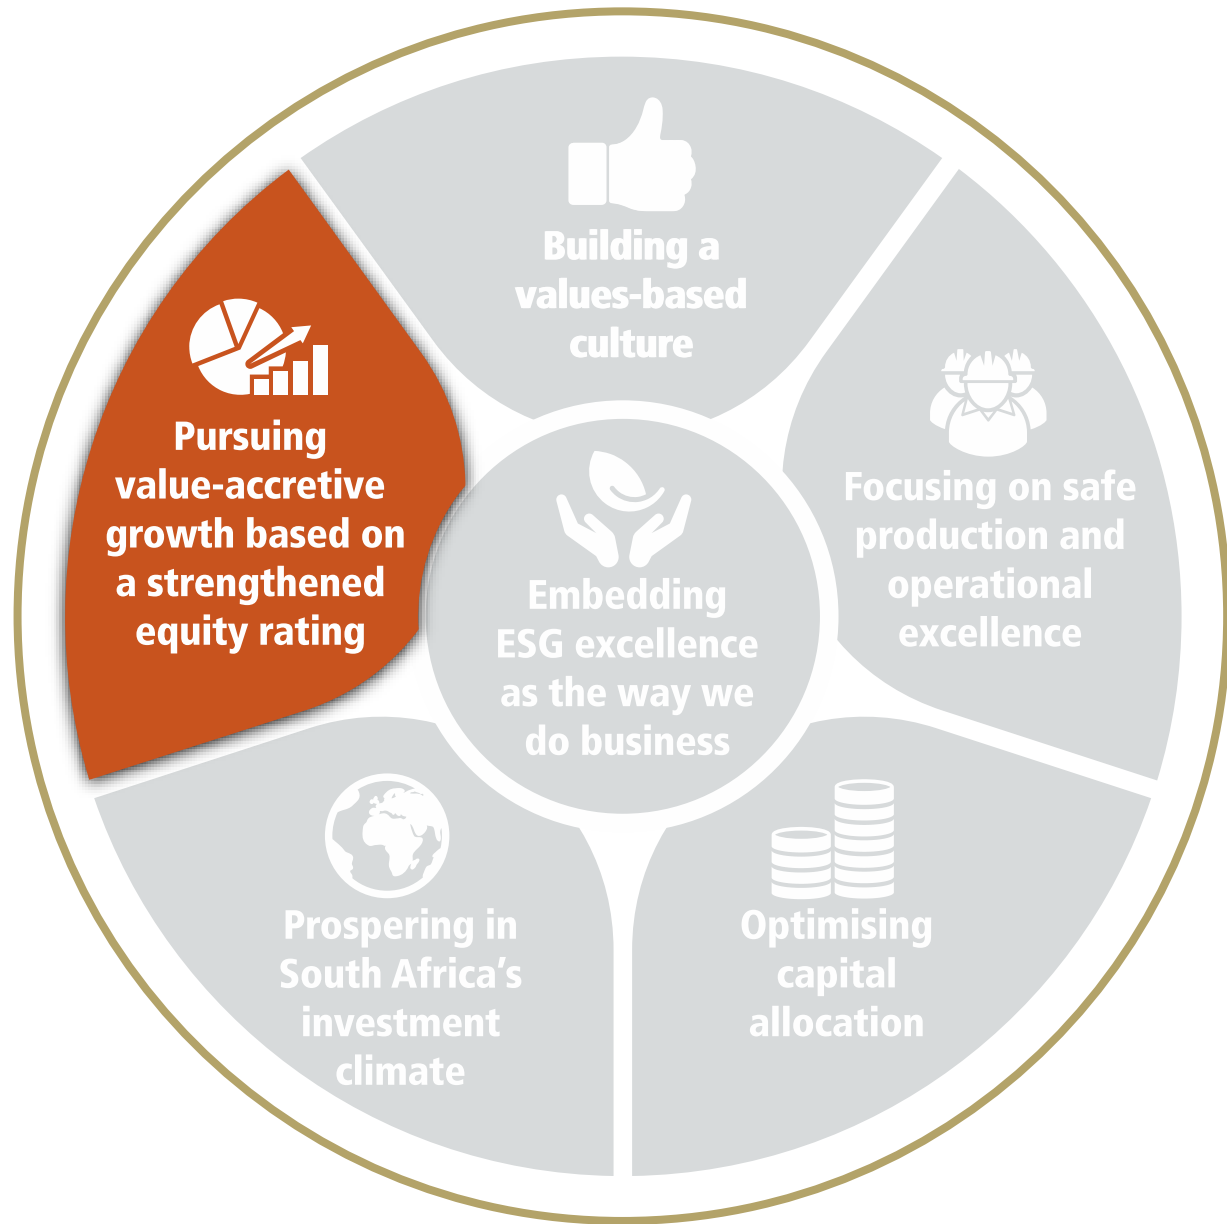 Building a
values-based
culture
Pursuing
value-accretive
growth based on
a strengthened
equity rating
Focusing on safe
production and
operational
excellence
Embedding
ESG excellence
as the way we
do business
Prospering in
South Africa’s
investment
climate
Optimising
capital
allocation